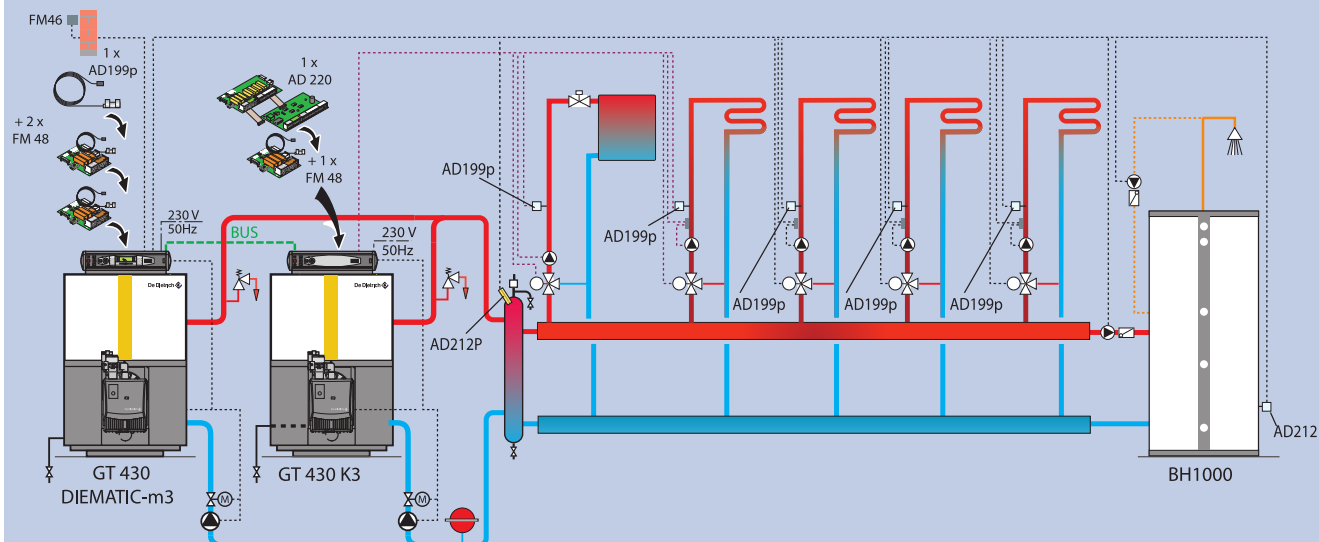 FM46
1 x
AD199p
+ 2 x
FM 48
1 x
AD 220
+ 1 x
FM 48
230 V
50Hz
BUS
230 V
50Hz
De Dietrich
De Dietrich
AD199p
AD199p
AD199p
AD199p
AD199p
AD212P
AD212
M
M
GT 430
DIEMATIC-m3
GT 430 K3
BH1000